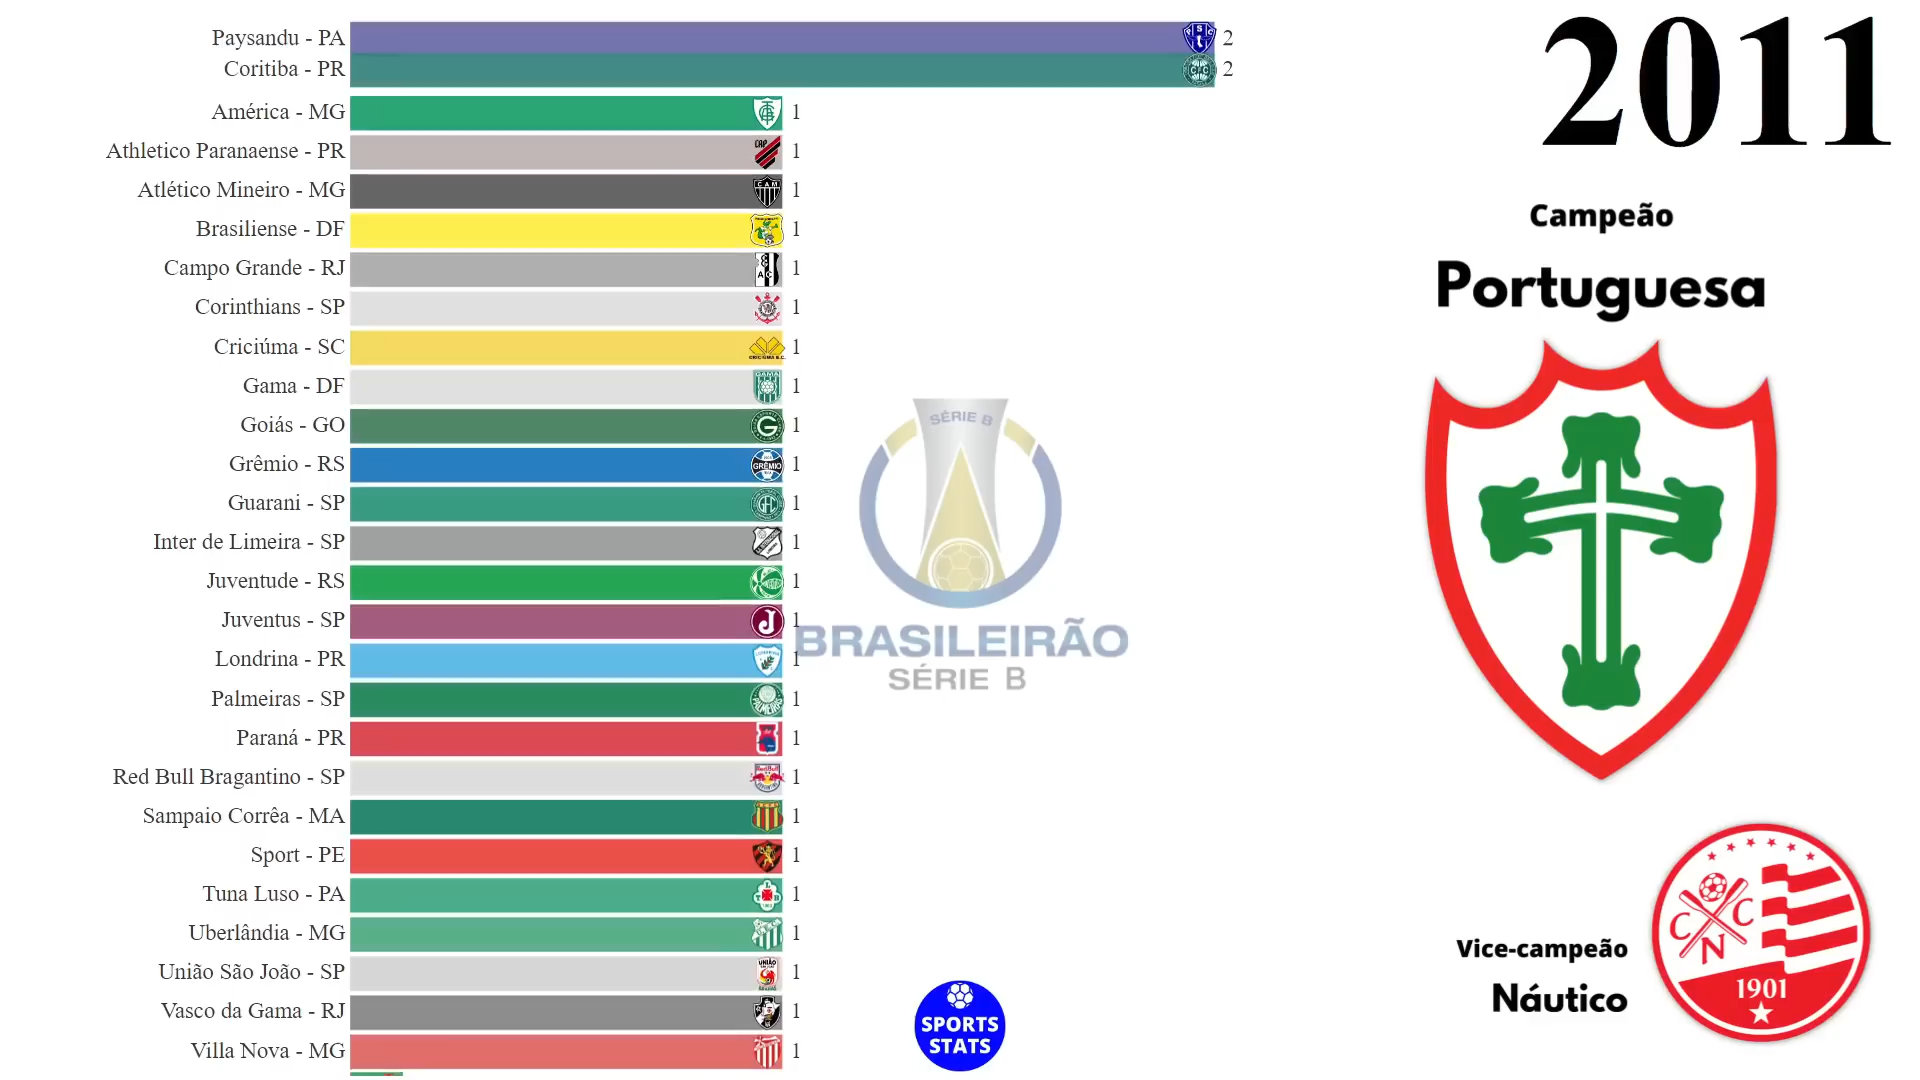 Paysandu - PA 2
Coritiba - PR 2
América - MG 1
Athletico Paranaense - PR 1
Atlético Mineiro - MG 1
Brasiliense - DF 1
Campo Grande - RJ 1
Corinthians - SP 1
Criciúma - SC 1
Gama - DF 1
Goiás - GO 1
Grêmio - RS 1
Guarani - SP 1
Inter de Limeira - SP 1
Juventude - RS 1
Juventus - SP 1
Londrina - PR 1
Palmeiras - SP 1
Paraná - PR 1
Red Bull Bragantino - SP 1
Sampaio Corrêa - MA 1
Sport - PE 1
Tuna Luso - PA 1
Uberlândia - MG 1
União São João - SP 1
Vasco da Gama - RJ 1
Villa Nova - MG 1
SÉRIE B
BRASILEIRÃO
SÉRIE B
SPORTS
STATS
2011
Campeão
Portuguesa
Vice-campeão
Náutico
C N C
1901